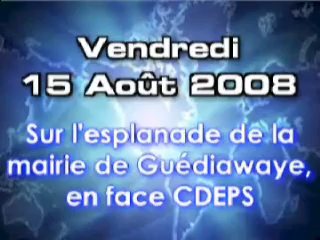 Vendredi
15 Août 2008
Sur l'esplanade de la
mairie de Guédiawaye,
en face CDEPS